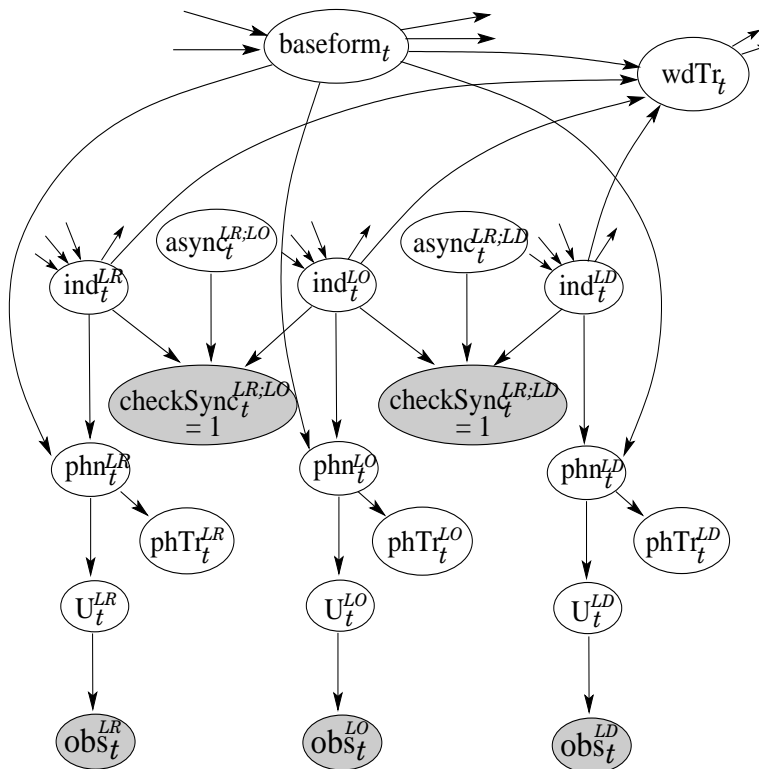 baseform_t
wdTr_t
async_t^{LR;LO}
async_t^{LR;LD}
ind_t^{LR}
ind_t^{LO}
ind_t^{LD}
checkSync_t^{LR;LO}
= 1
checkSync_t^{LR;LD}
= 1
phn_t^{LR}
phn_t^{LO}
phn_t^{LD}
phTr_t^{LR}
phTr_t^{LO}
phTr_t^{LD}
U_t^{LR}
U_t^{LO}
U_t^{LD}
obs_t^{LR}
obs_t^{LO}
obs_t^{LD}